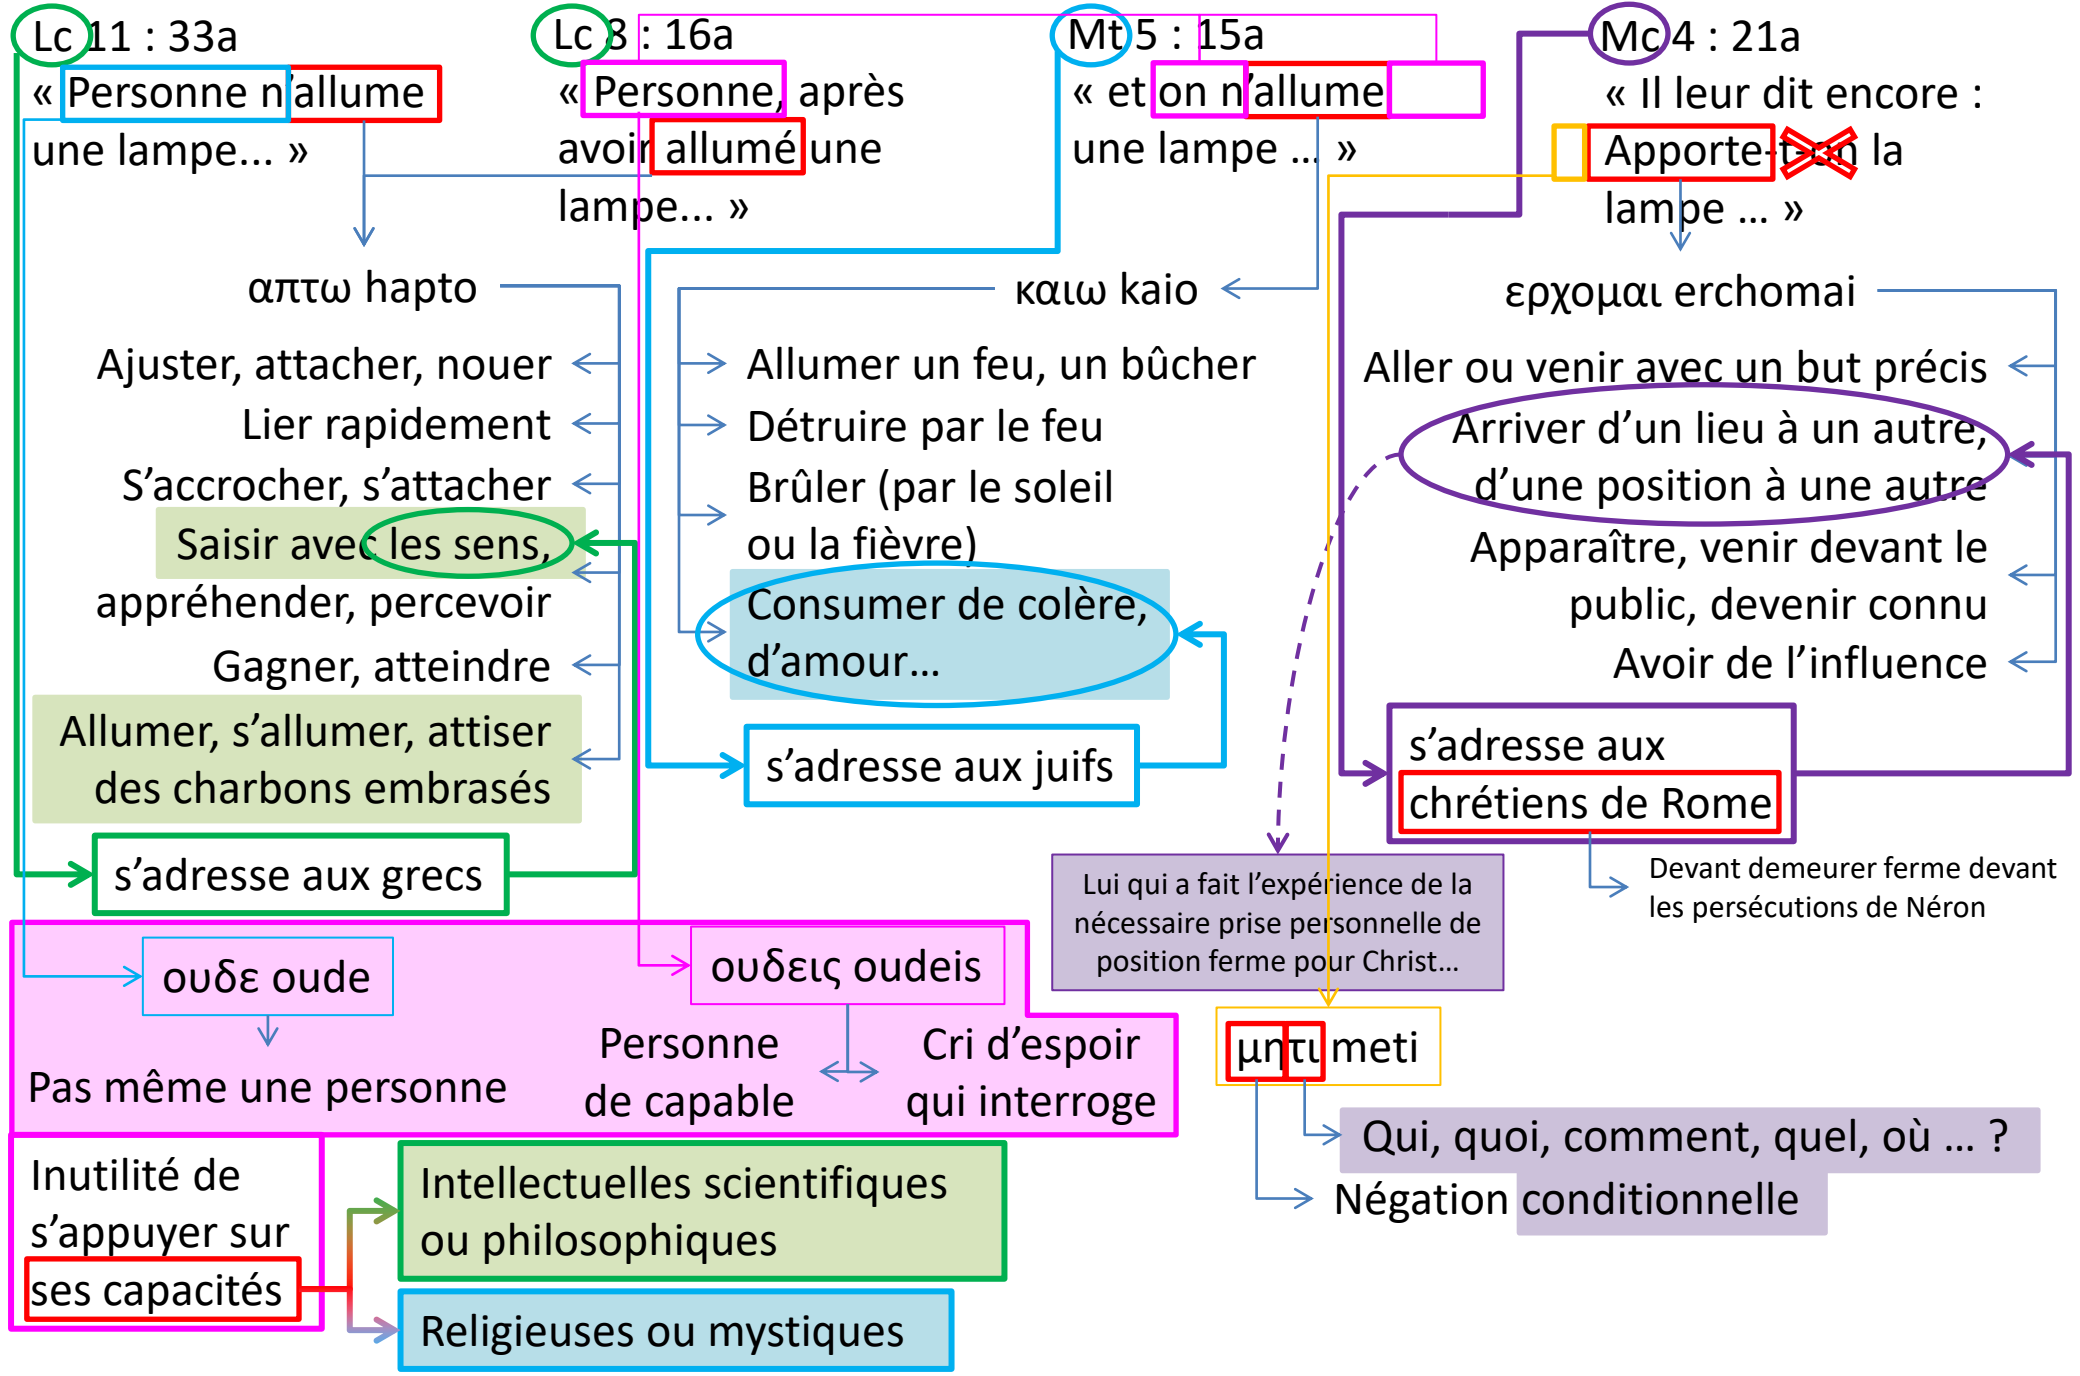 Lc 11 : 33a
« Personne n’allume
une lampe... »
Lc 8 : 16a
« Personne, après
avoir allumé une
lampe... »
Mt 5 : 15a
« et on n’allume
une lampe … »
Mc 4 : 21a
« Il leur dit encore :
Apporte-t-on la
lampe … »
απτω hapto
Ajuster, attacher, nouer
Lier rapidement
S’accrocher, s’attacher
Saisir avec les sens,
appréhender, percevoir
Gagner, atteindre
Allumer, s’allumer, attiser
des charbons embrasés
s’adresse aux grecs
καιω kaio
Allumer un feu, un bûcher
Détruire par le feu
Brûler (par le soleil
ou la fièvre)
Consumer de colère,
d’amour…
s’adresse aux juifs
ερχομαι erchomai
Aller ou venir avec un but précis
Arriver d’un lieu à un autre,
d’une position à une autre
Apparaître, venir devant le
public, devenir connu
Avoir de l’influence
s’adresse aux
chrétiens de Rome
Devant demeurer ferme devant
les persécutions de Néron
Lui qui a fait l’expérience de la
nécessaire prise personnelle de
position ferme pour Christ…
ουδε oude
Pas même une personne
ουδεις oudeis
Personne
de capable
Cri d’espoir
qui interroge
μητι meti
Qui, quoi, comment, quel, où … ?
Négation conditionnelle
Inutilité de
s’appuyer sur
ses capacités
Intellectuelles scientifiques
ou philosophiques
Religieuses ou mystiques